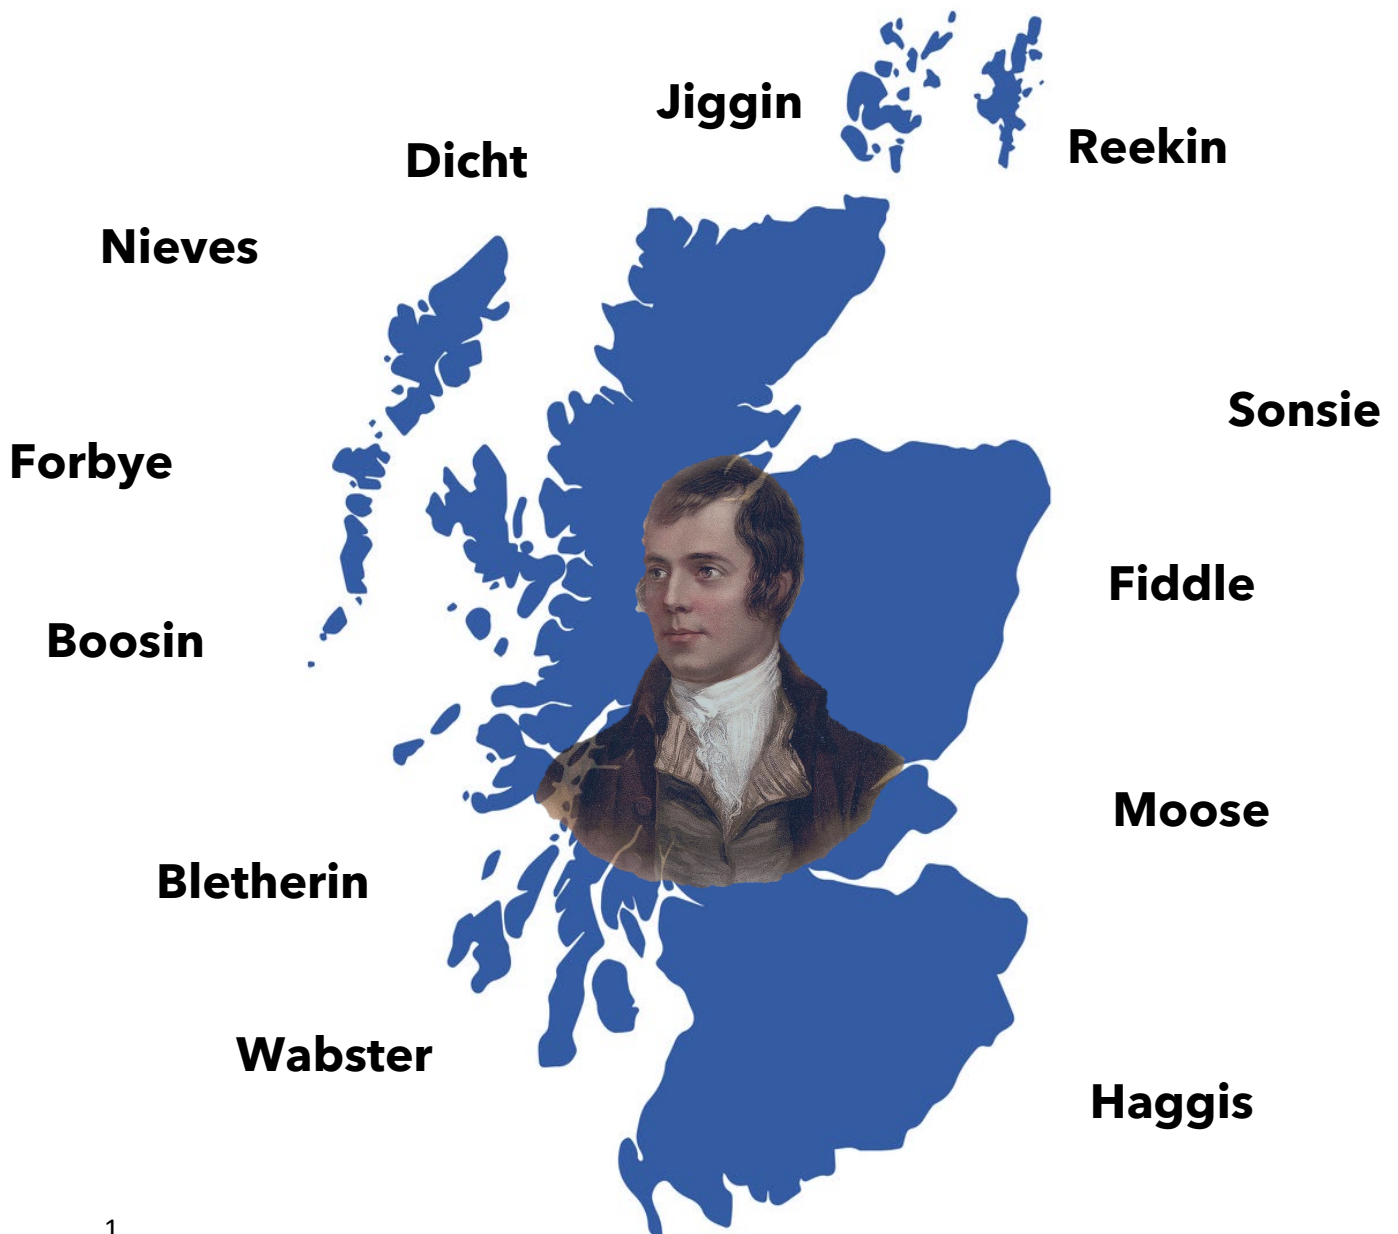 Jiggin
Reekin
Dicht
Nieves
Sonsie
Forbye
Fiddle
Boosin
Moose
Bletherin
Wabster
Haggis
1